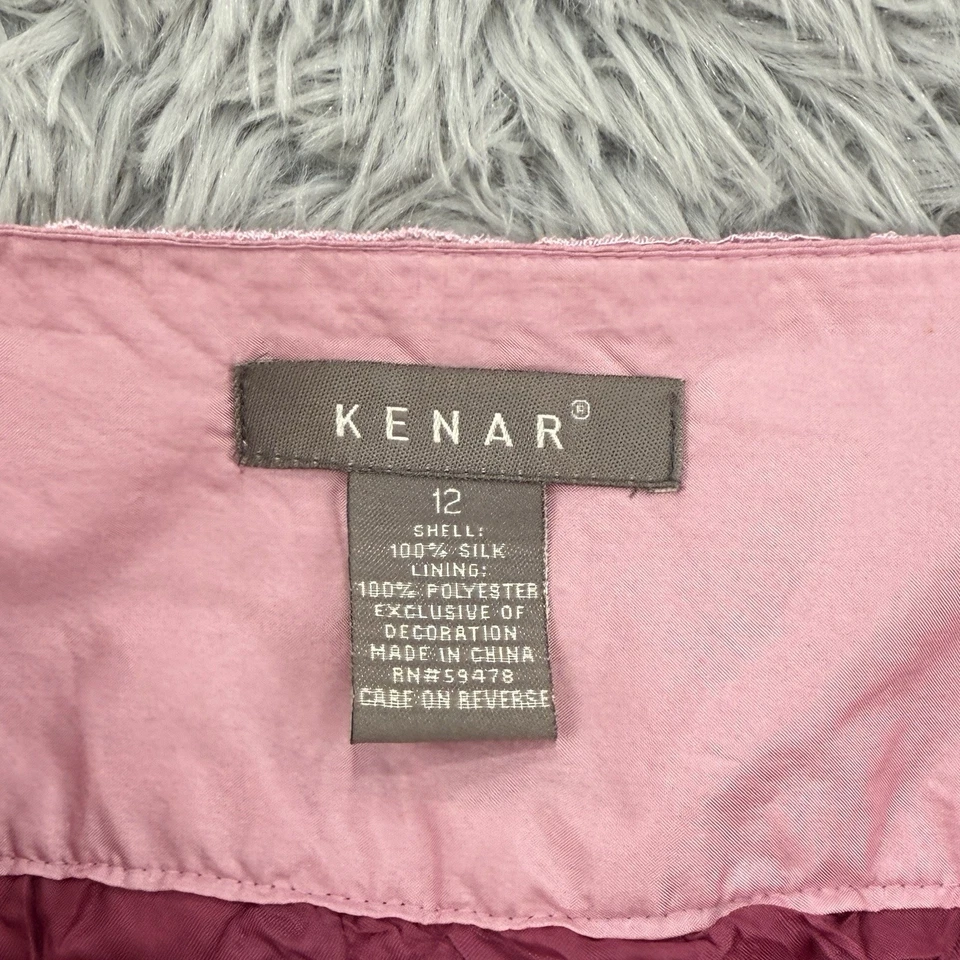 KENAR®
12
SHELL:
100% SILK
LINING:
100% POLYESTER
EXCLUSIVE OF
DECORATION
MADE IN CHINA
RN#59478
CARE ON REVERSE